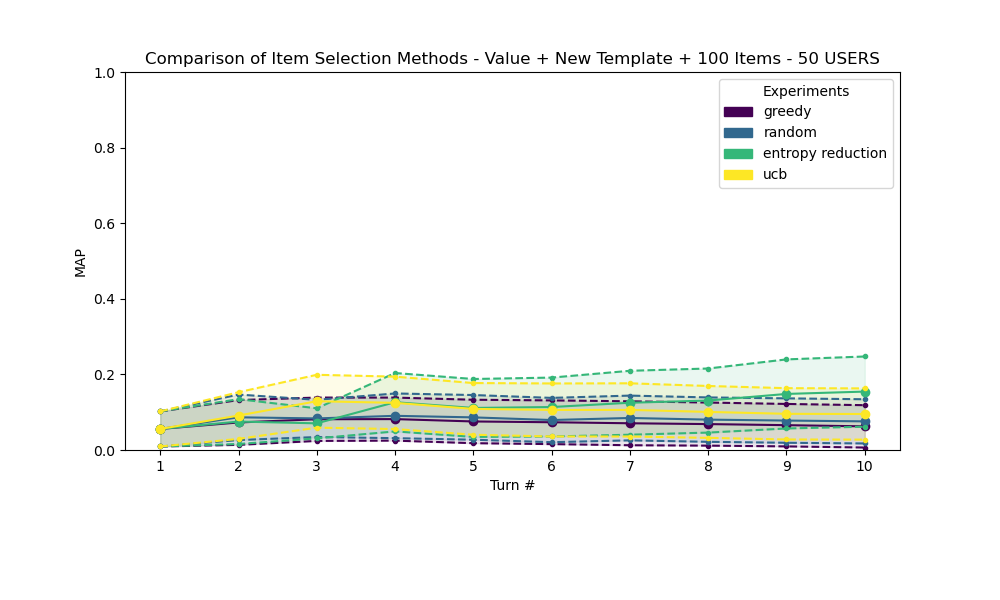 Comparison of Item Selection Methods - Value + New Template + 100 Items - 50 USERS
1.0
0.8
0.6
0.4
0.2
0.0
MAP
Experiments
greedy
random
entropy reduction
ucb
1 2 3 4 5 6 7 8 9 10
Turn #